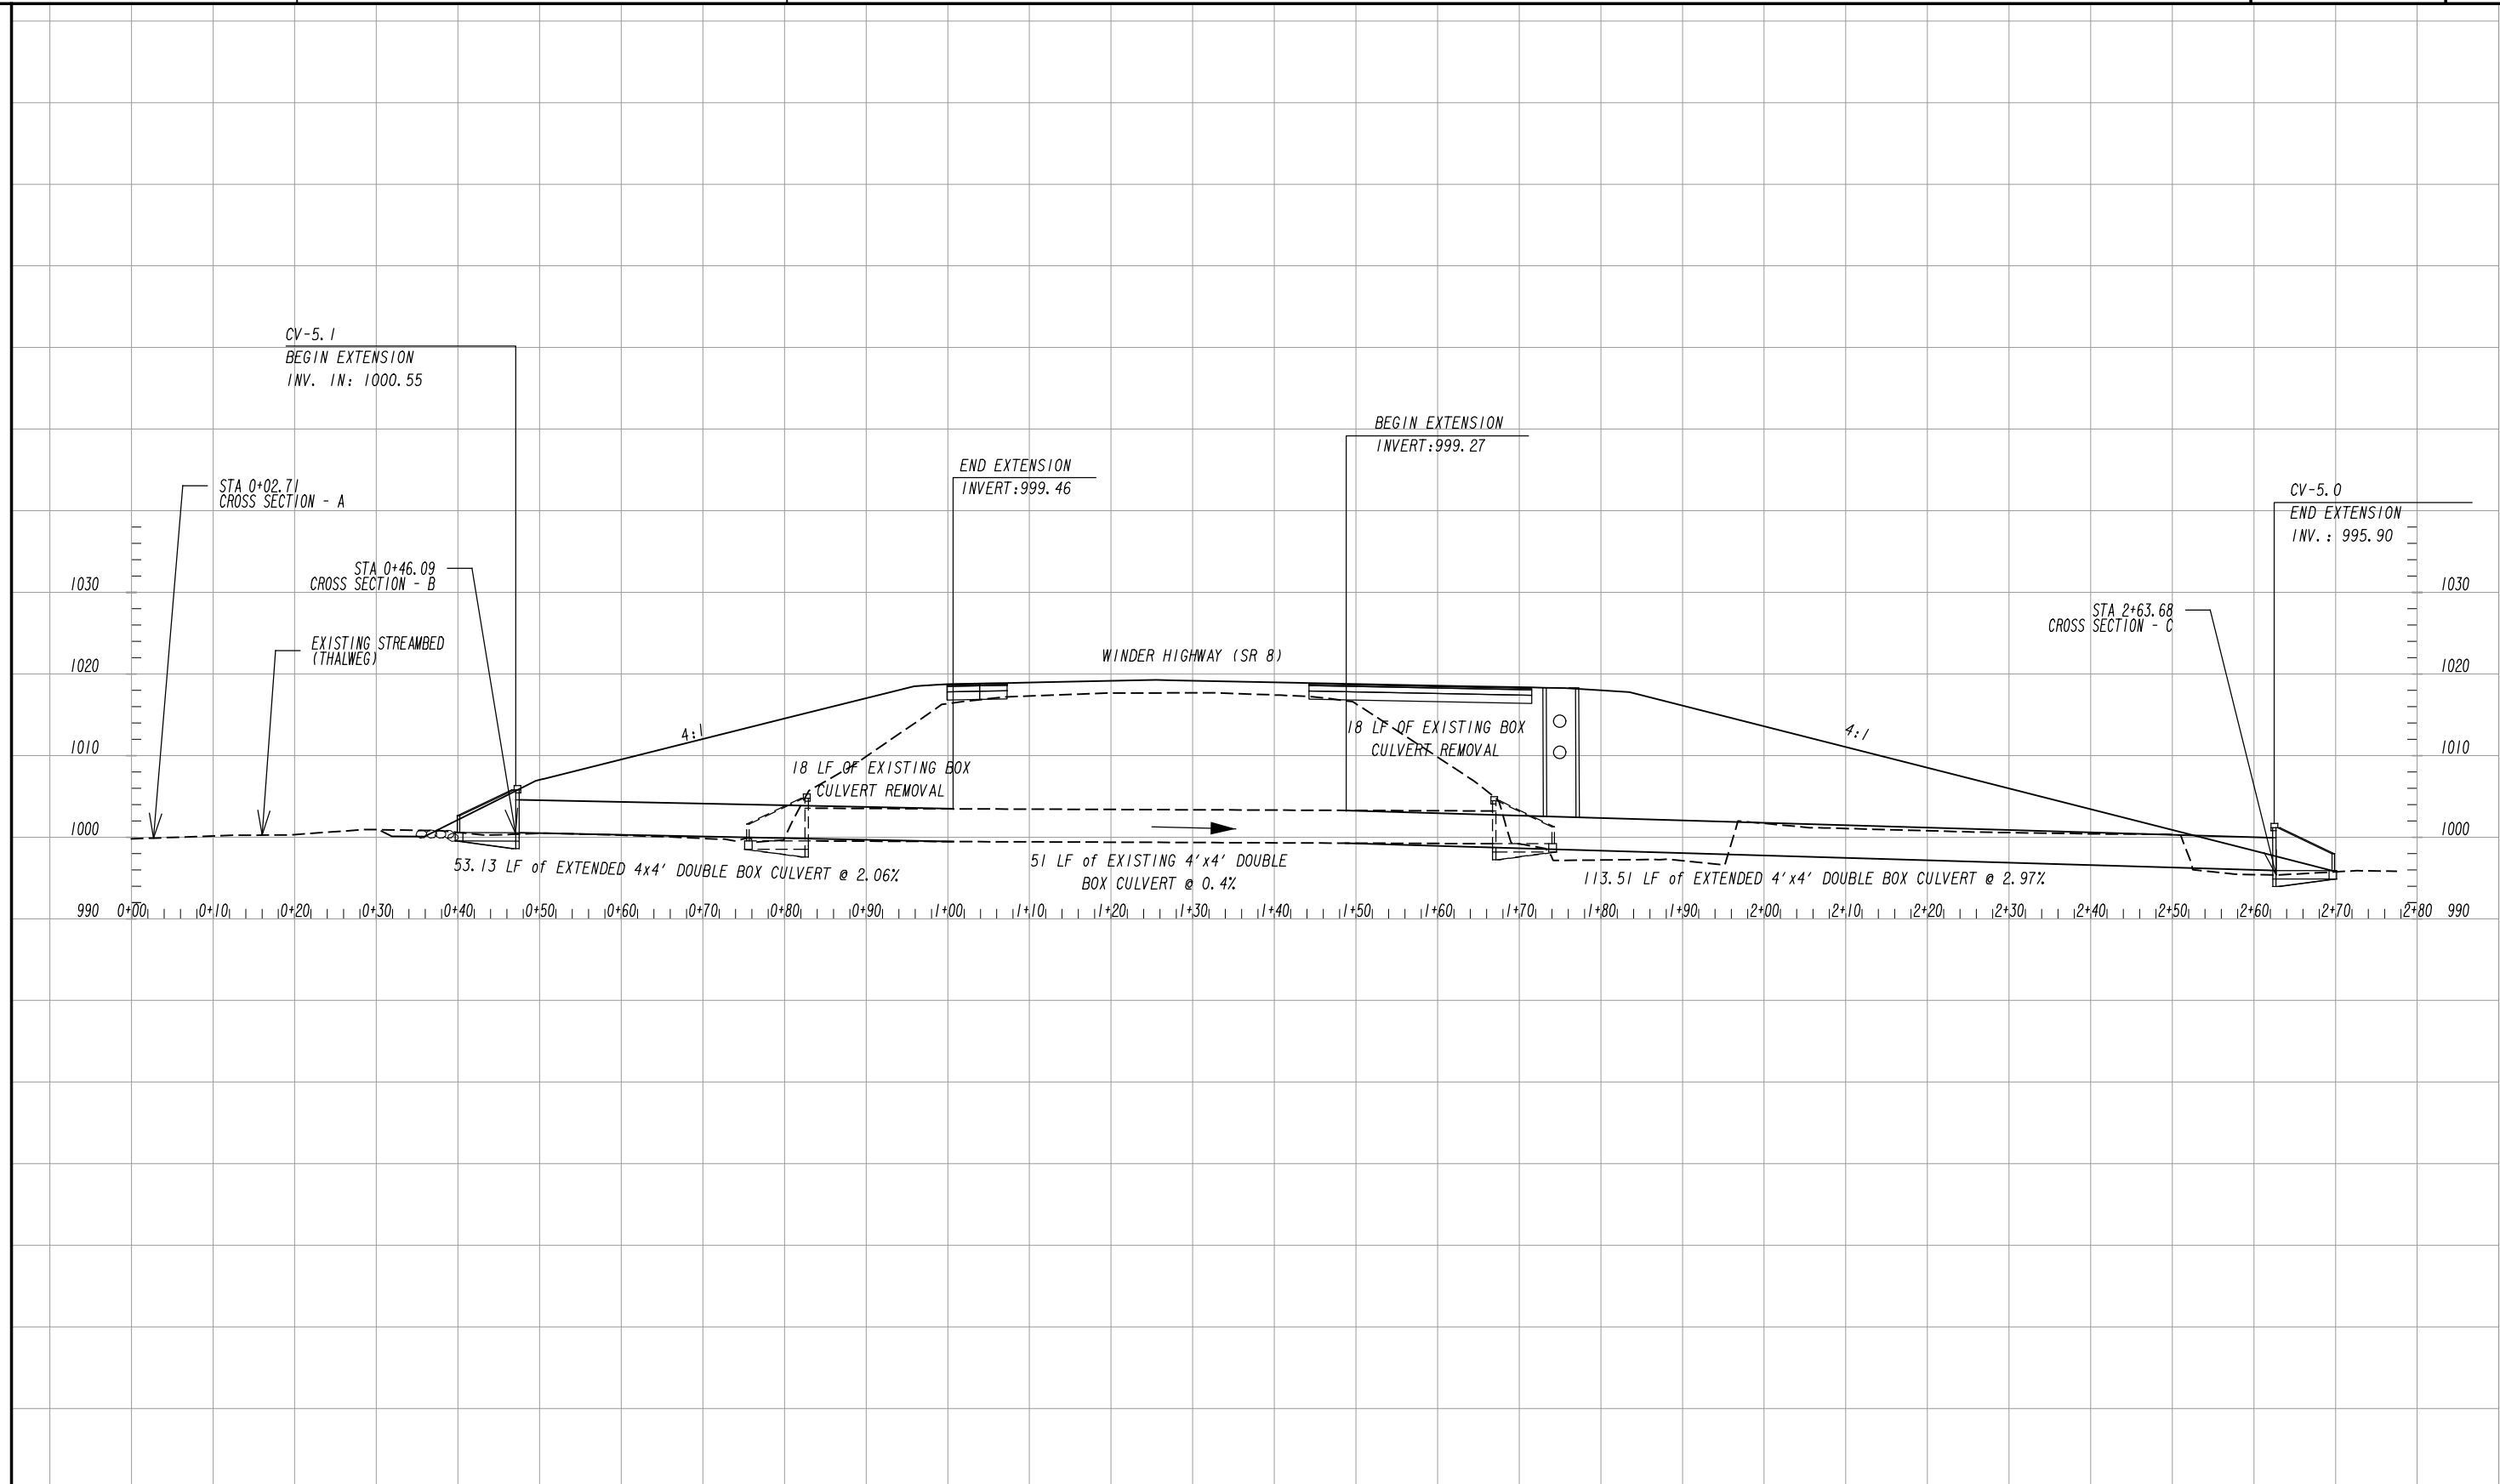 CV-5.1
BEGIN EXTENSION
INV. IN: 1000.55
BEGIN EXTENSION
INVERT:999.27
END EXTENSION
INVERT:999.46
STA 0+02.71
CROSS SECTION - A
CV-5.0
END EXTENSION
INV.: 995.90
STA 0+46.09
CROSS SECTION - B
1030
1030
STA 2+63.68
CROSS SECTION - C
EXISTING STREAMBED
(THALWEG)
WINDER HIGHWAY (SR 8)
1020
1020
4:1
18 LF OF EXISTING BOX
CULVERT REMOVAL
4:1
1010
1010
18 LF OF EXISTING BOX
CULVERT REMOVAL
1000
1000
53.13 LF of EXTENDED 4x4' DOUBLE BOX CULVERT @ 2.06%
51 LF of EXISTING 4'x4' DOUBLE
BOX CULVERT @ 0.4%
113.51 LF of EXTENDED 4'x4' DOUBLE BOX CULVERT @ 2.97%
990 0+00 0+10 0+20 0+30 0+40 0+50 0+60 0+70 0+80 0+90 1+00 1+10 1+20 1+30 1+40 1+50 1+60 1+70 1+80 1+90 2+00 2+10 2+20 2+30 2+40 2+50 2+60 2+70 2+80 990